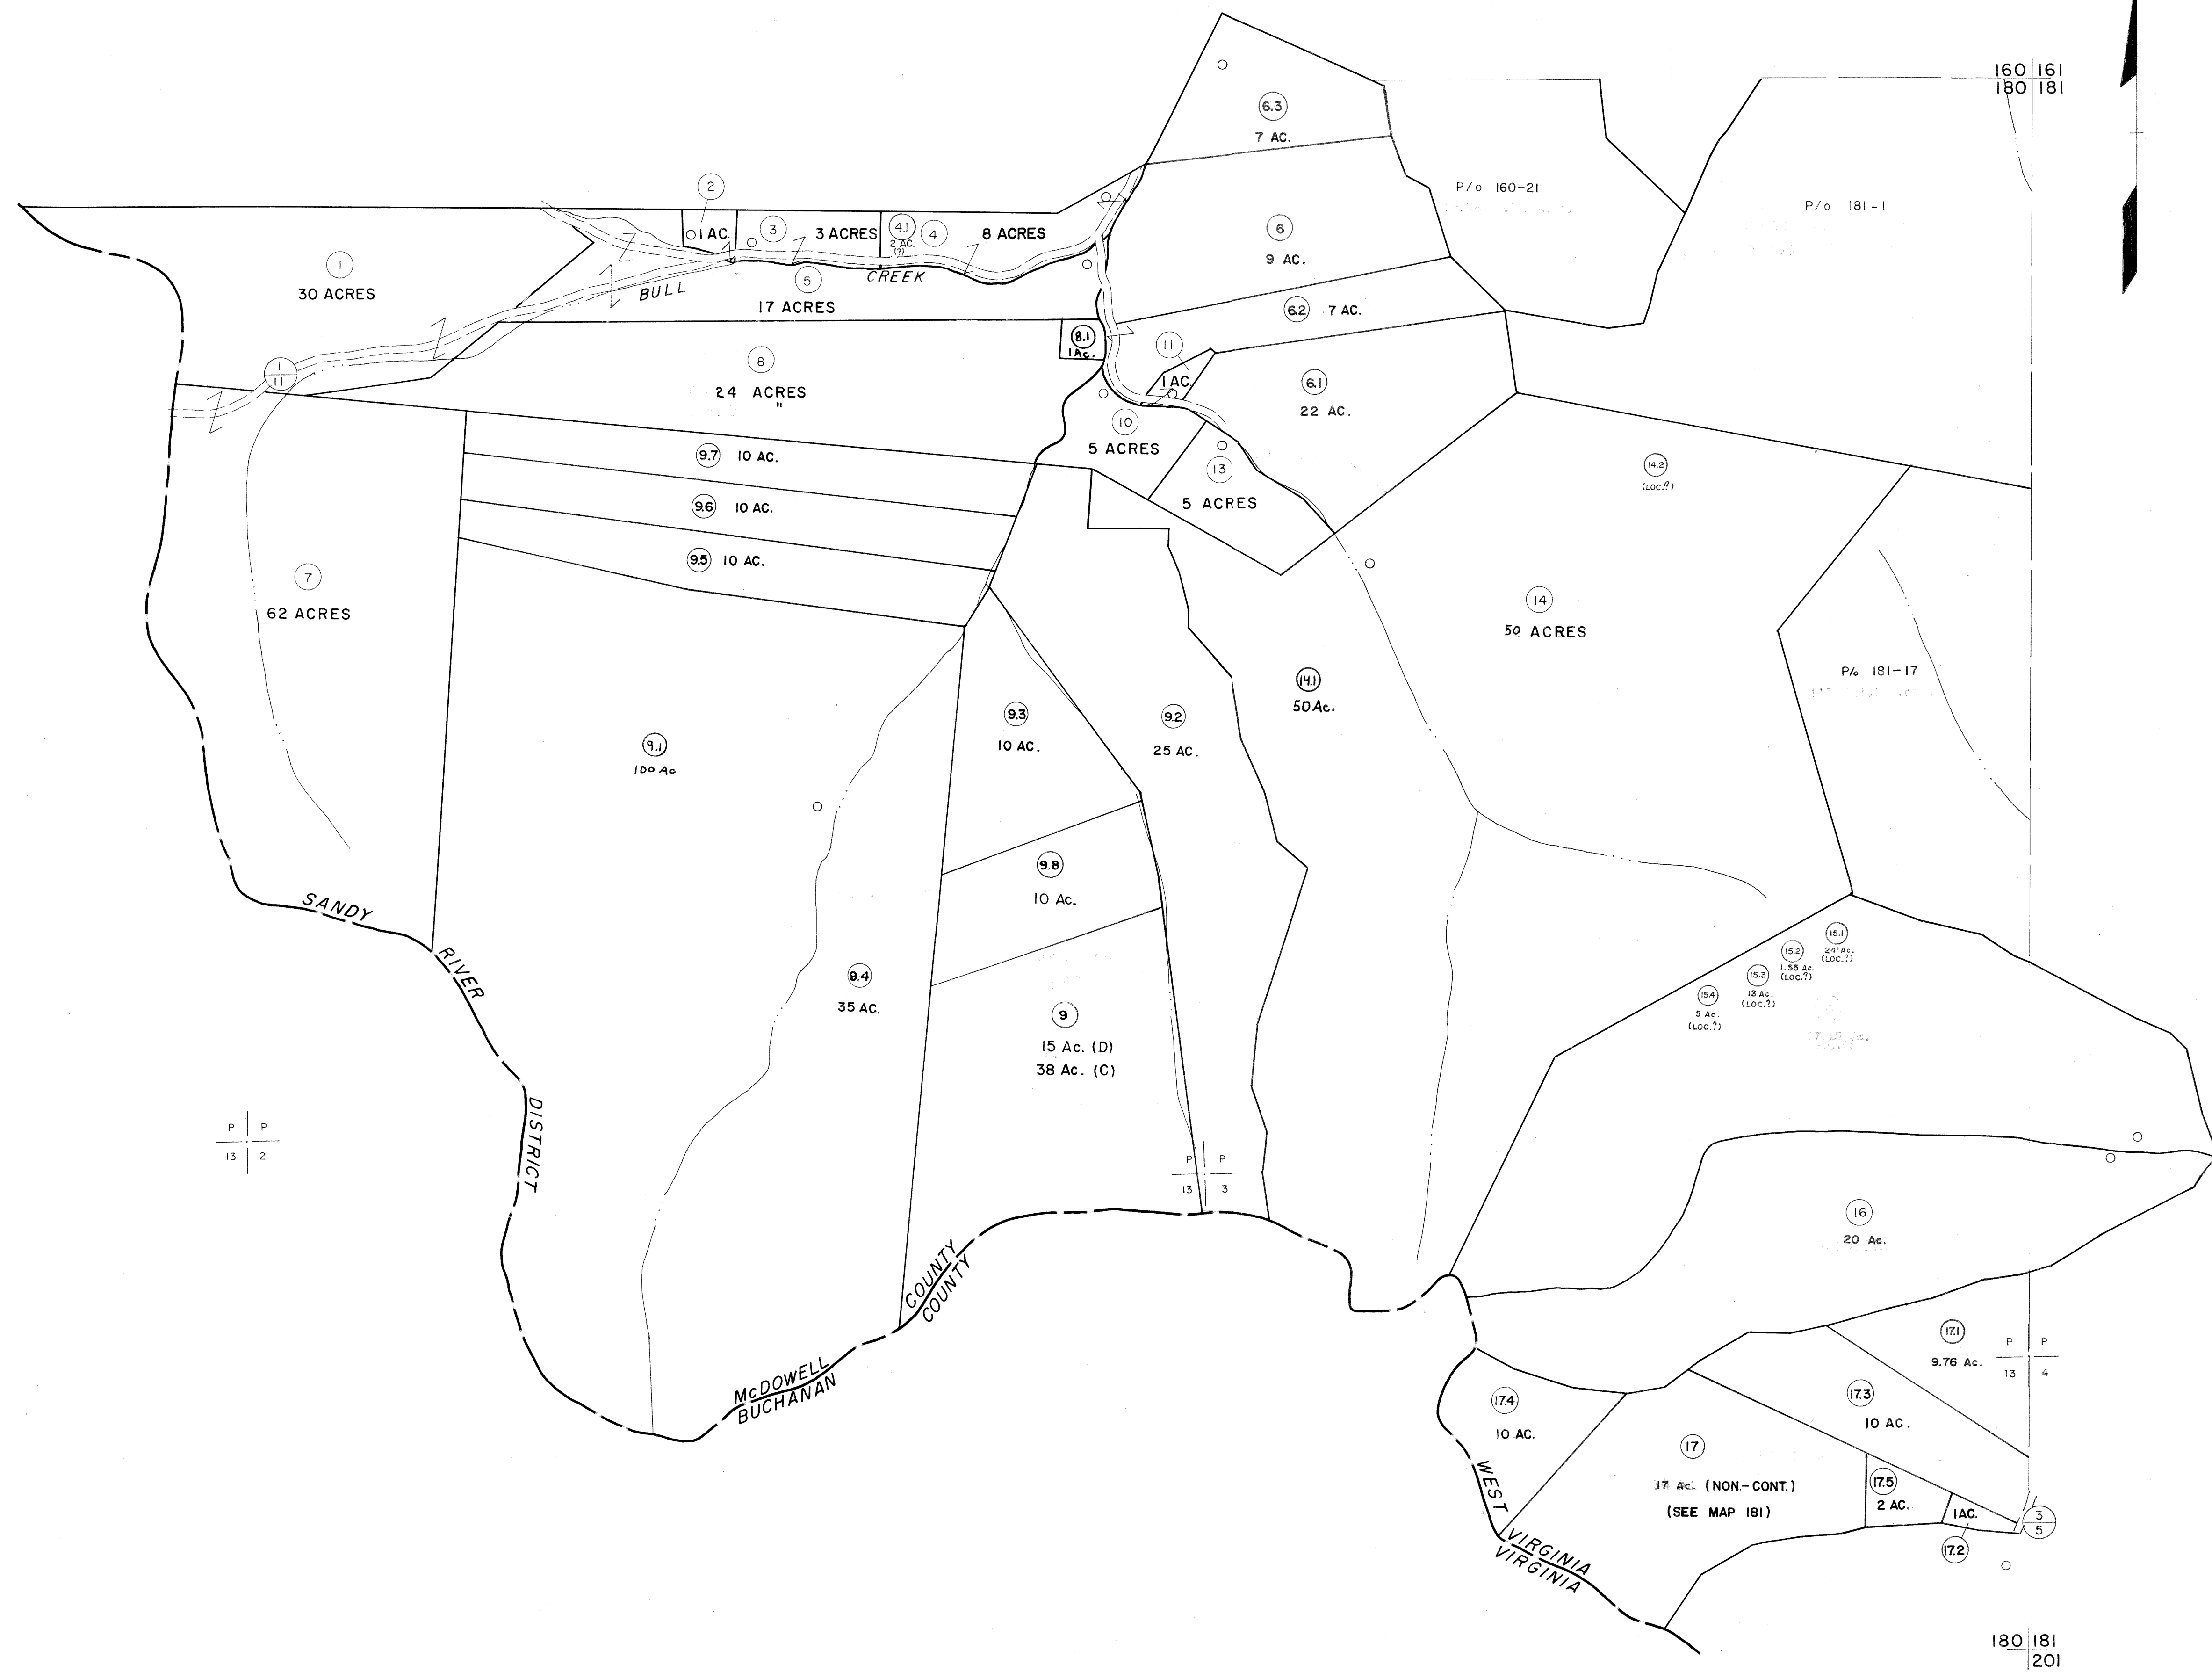 160 161
180 181
6.3
7 AC.
P/o 160-21
P/o 181-1
2
1 AC.
3
3 ACRES
4.1
2 AC.
(?)
4
8 ACRES
6
9 AC.
1
30 ACRES
BULL CREEK
5
17 ACRES
6.2 7 AC.
8.1
1 Ac.
11
1 AC.
1
11
8
24 ACRES
"
6.1
22 AC.
10
5 ACRES
9.7 10 AC.
13
5 ACRES
14.2
(LOC.?)
9.6 10 AC.
9.5 10 AC.
7
62 ACRES
14
50 ACRES
P/o 181-17
14.1
50 Ac.
9.3
10 AC.
9.2
25 AC.
9.1
100 Ac
9.8
10 Ac.
SANDY RIVER DISTRICT
15.1
24 Ac.
(LOC.?)
15.2
1.55 Ac.
(LOC.?)
15.3
13 Ac.
(LOC.?)
15.4
5 Ac.
(LOC.?)
9.4
35 AC.
9
15 Ac. (D)
38 Ac. (C)
P P
13 2
P P
13 3
16
20 Ac.
McDOWELL COUNTY
BUCHANAN COUNTY
17.1
9.76 Ac.
P P
13 4
17.3
10 AC.
17.4
10 AC.
17
17 Ac. (NON-CONT.)
(SEE MAP 181)
17.5
2 AC.
1 AC.
17.2
3
5
WEST VIRGINIA
VIRGINIA
180 181
201